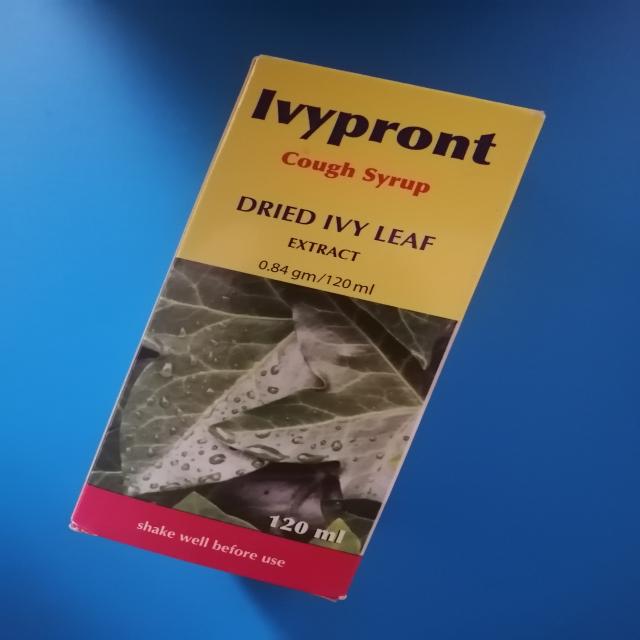 Ivypront
Cough Syrup
DRIED IVY LEAF
EXTRACT
0.84 gm/120 ml
120 ml
shake well before use